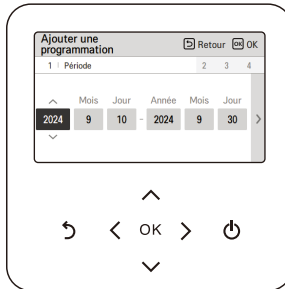 Ajouter une
programmation
Retour OK OK
1 Période 2 3 4
Mois Jour Année Mois Jour
2024 9 10 - 2024 9 30
OK